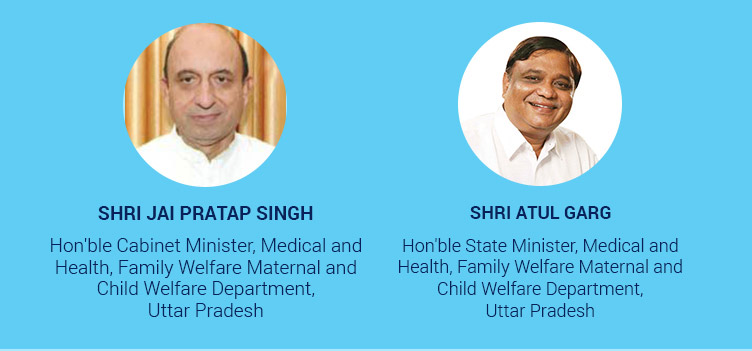 SHRI JAI PRATAP SINGH
Hon'ble Cabinet Minister, Medical and
Health, Family Welfare Maternal and
Child Welfare Department,
Uttar Pradesh
SHRI ATUL GARG
Hon'ble State Minister, Medical and
Health, Family Welfare Maternal and
Child Welfare Department,
Uttar Pradesh